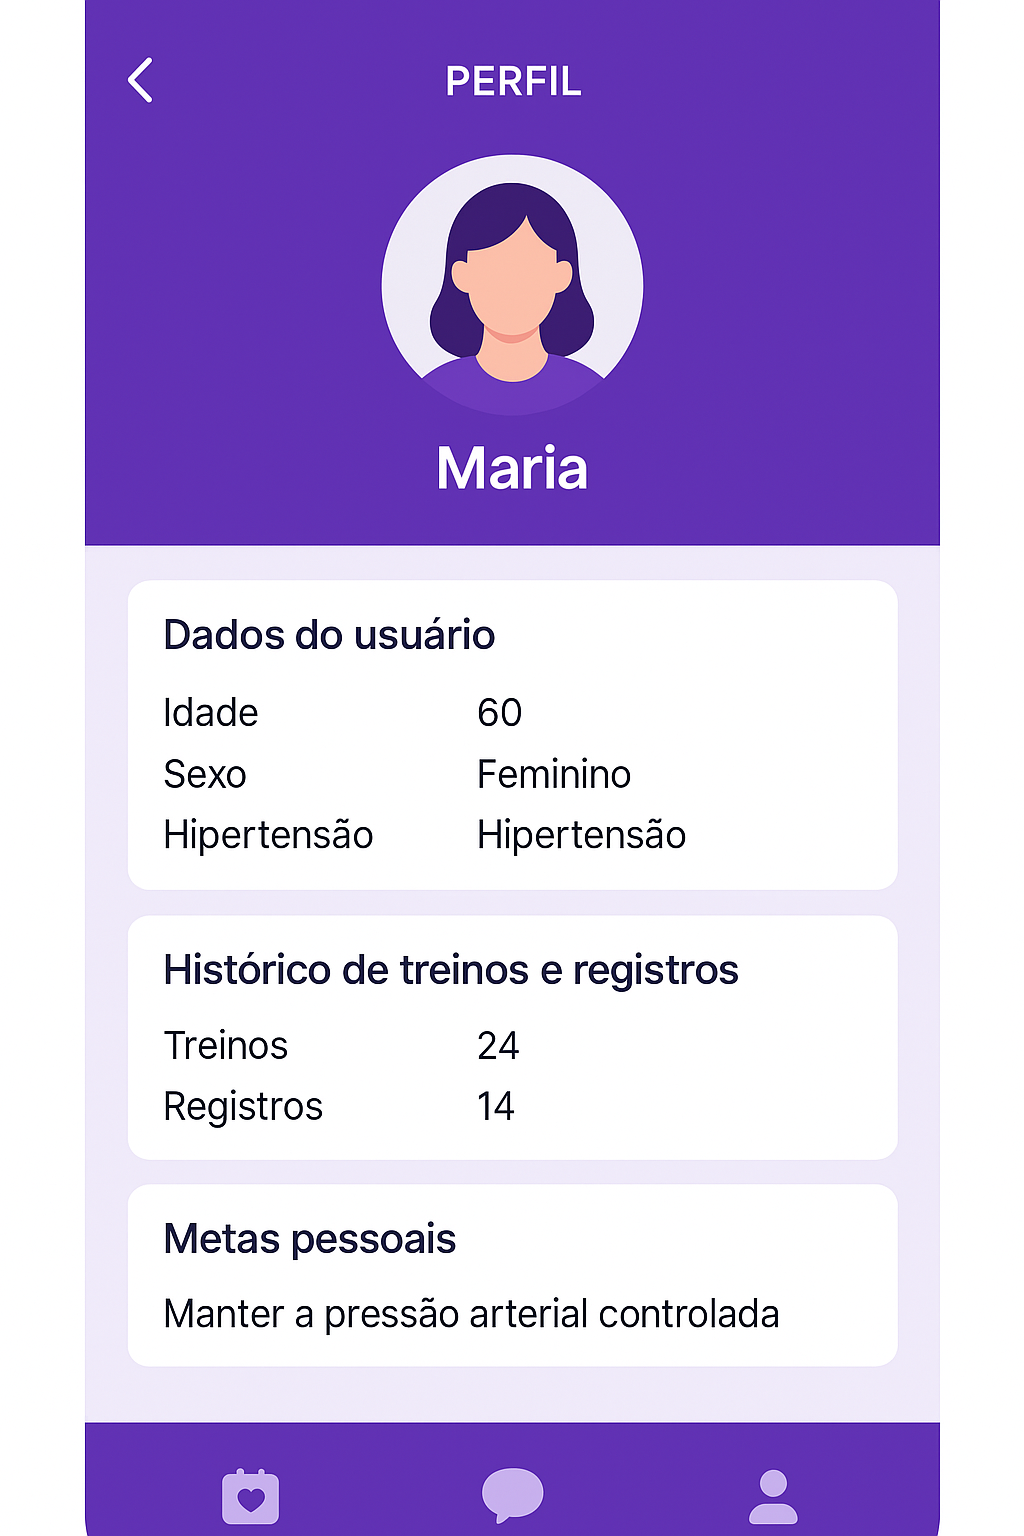 PERFIL
Maria
Dados do usuário
Idade 60
Sexo Feminino
Hipertensão Hipertensão
Histórico de treinos e registros
Treinos 24
Registros 14
Metas pessoais
Manter a pressão arterial controlada